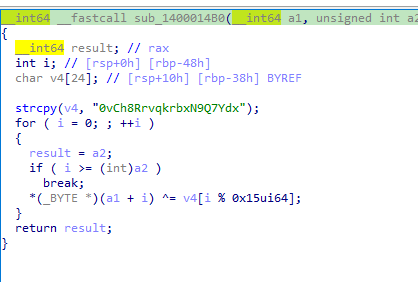 __int64 __fastcall sub_1400014B0(__int64 a1, unsigned int a2
{
__int64 result; // rax
int i; // [rsp+0h] [rbp-48h]
char v4[24]; // [rsp+10h] [rbp-38h] BYREF
strcpy(v4, "0vCh8RrvqkrbxN9Q7Ydx");
for ( i = 0; ; ++i )
{
result = a2;
if ( i >= (int)a2 )
break;
*(_BYTE *)(a1 + i) ^= v4[i % 0x15ui64];
}
return result;
}